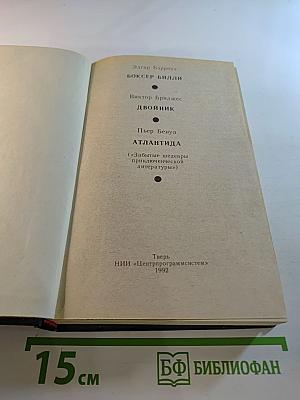 Эдгар Берроуз
БОКСЕР БИЛЛИ
Виктор Бриджес
ДВОЙНИК
Пьер Бенуа
АТЛАНТИДА
(«Забытые шедевры
приключенческой
литературы»)
Тверь
НИИ «Центрпрограммсистем»
1992
15 см
БФ БИБЛИОФАН